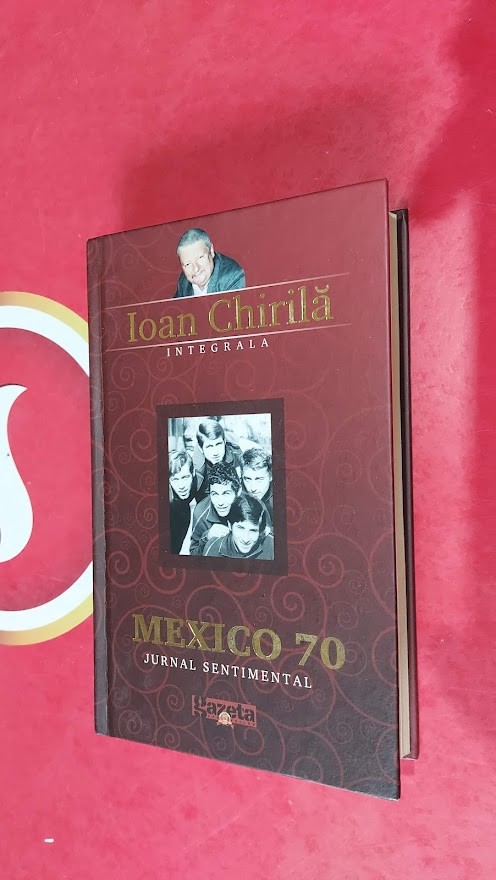 Ioan Chirilă
INTEGRALA
MEXICO 70
JURNAL SENTIMENTAL
gazeta